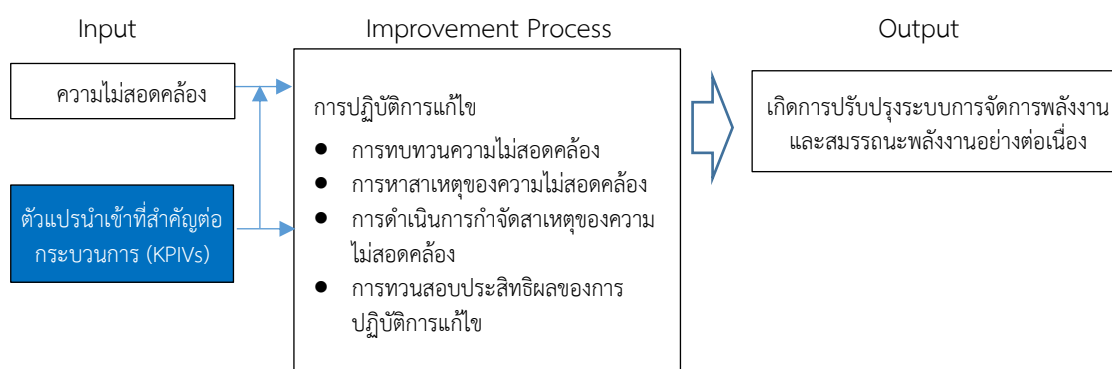 Input
Improvement Process
Output
ความไม่สอดคล้อง
ตัวแปรนำเข้าที่สำคัญต่อ
กระบวนการ (KPIVs)
การปฏิบัติการแก้ไข
● การทบทวนความไม่สอดคล้อง
● การหาสาเหตุของความไม่สอดคล้อง
● การดำเนินการกำจัดสาเหตุของความ
ไม่สอดคล้อง
● การทวนสอบประสิทธิผลของการ
ปฏิบัติการแก้ไข
เกิดการปรับปรุงระบบการจัดการพลังงาน
และสมรรถนะพลังงานอย่างต่อเนื่อง